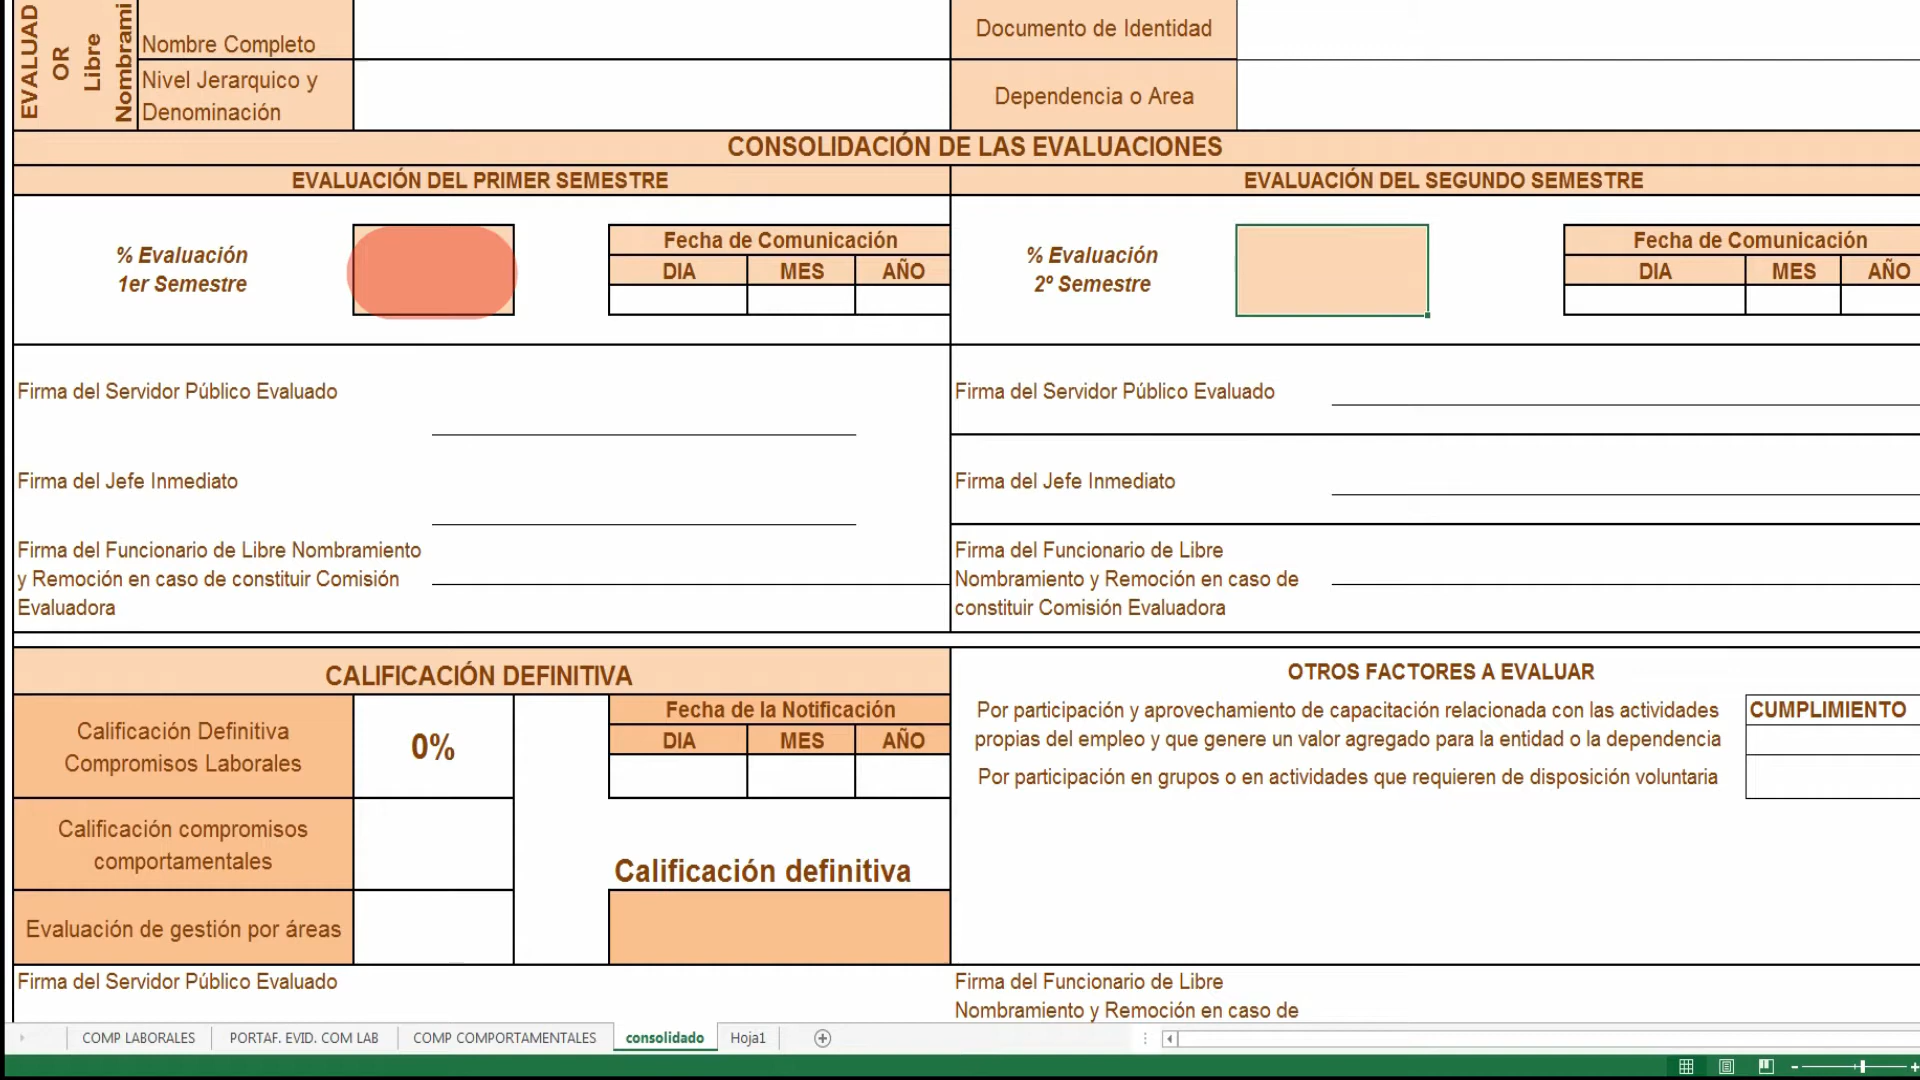 EVALUAD
OR
Libre
Nombrami
Nombre Completo
Documento de Identidad
Nivel Jerarquico y
Denominación
Dependencia o Area
CONSOLIDACIÓN DE LAS EVALUACIONES
EVALUACIÓN DEL PRIMER SEMESTRE
EVALUACIÓN DEL SEGUNDO SEMESTRE
% Evaluación
1er Semestre
Fecha de Comunicación
DIA MES AÑO
% Evaluación
2º Semestre
Fecha de Comunicación
DIA MES AÑO
Firma del Servidor Público Evaluado
Firma del Servidor Público Evaluado
Firma del Jefe Inmediato
Firma del Jefe Inmediato
Firma del Funcionario de Libre Nombramiento
y Remoción en caso de constituir Comisión
Evaluadora
Firma del Funcionario de Libre
Nombramiento y Remoción en caso de
constituir Comisión Evaluadora
CALIFICACIÓN DEFINITIVA
Calificación Definitiva
Compromisos Laborales
0%
Fecha de la Notificación
DIA MES AÑO
Calificación compromisos
comportamentales
Calificación definitiva
Evaluación de gestión por áreas
OTROS FACTORES A EVALUAR
Por participación y aprovechamiento de capacitación relacionada con las actividades
propias del empleo y que genere un valor agregado para la entidad o la dependencia
CUMPLIMIENTO
Por participación en grupos o en actividades que requieren de disposición voluntaria
Firma del Servidor Público Evaluado
Firma del Funcionario de Libre
Nombramiento y Remoción en caso de
COMP LABORALES
PORTAF. EVID. COM LAB
COMP COMPORTAMENTALES
consolidado
Hoja1